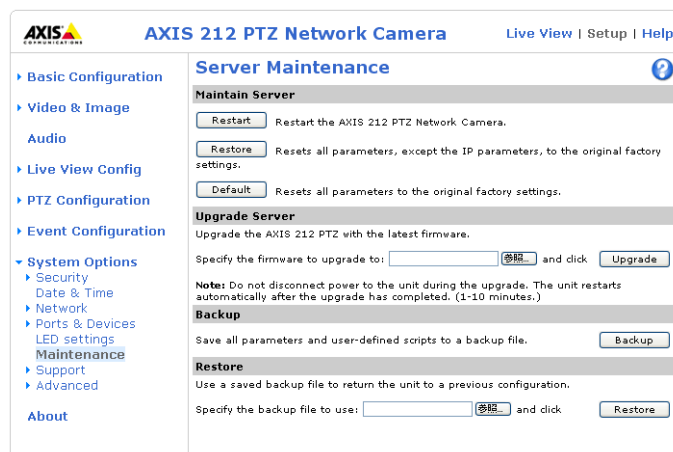 AXIS
COMMUNICATIONS
AXIS 212 PTZ Network Camera
Live View | Setup | Help
Basic Configuration
Video & Image
Audio
Live View Config
PTZ Configuration
Event Configuration
System Options
Security
Date & Time
Network
Ports & Devices
LED settings
Maintenance
Support
Advanced
About
Server Maintenance
?
Maintain Server
Restart Restart the AXIS 212 PTZ Network Camera.
Restore Resets all parameters, except the IP parameters, to the original factory
settings.
Default Resets all parameters to the original factory settings.
Upgrade Server
Upgrade the AXIS 212 PTZ with the latest firmware.
Specify the firmware to upgrade to: 参照... and click Upgrade
Note: Do not disconnect power to the unit during the upgrade. The unit restarts
automatically after the upgrade has completed. (1-10 minutes.)
Backup
Save all parameters and user-defined scripts to a backup file. Backup
Restore
Use a saved backup file to return the unit to a previous configuration.
Specify the backup file to use: 参照... and click Restore